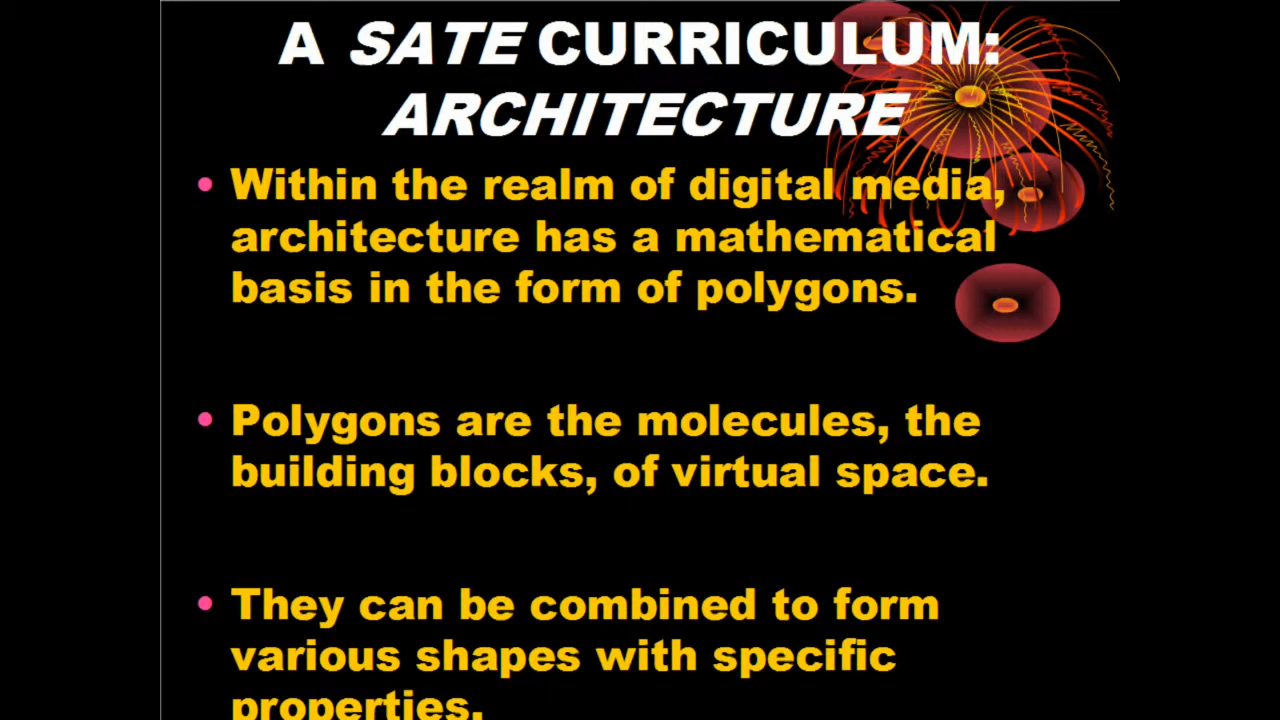 A SATE CURRICULUM:
ARCHITECTURE
• Within the realm of digital media,
architecture has a mathematical
basis in the form of polygons.
• Polygons are the molecules, the
building blocks, of virtual space.
• They can be combined to form
various shapes with specific
properties.